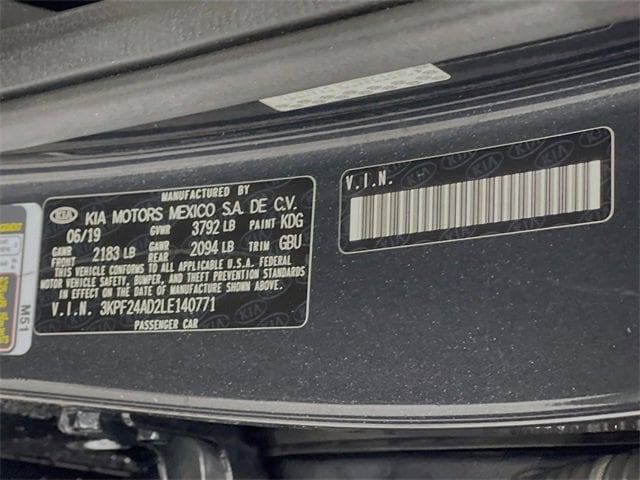 MANUFACTURED BY
KIA KIA MOTORS MEXICO S.A. DE C.V.
06/19 GVWR 3792 LB PAINT KDG
GAWR FRONT 2183 LB GAWR REAR 2094 LB TRIM GBU
THIS VEHICLE CONFORMS TO ALL APPLICABLE U.S.A. FEDERAL
MOTOR VEHICLE SAFETY, BUMPER, AND THEFT PREVENTION STANDARDS
IN EFFECT ON THE DATE OF MANUFACTURE SHOWN ABOVE.
V.I.N. 3KPF24AD2LE140771
PASSENGER CAR
V.I.N.
M51